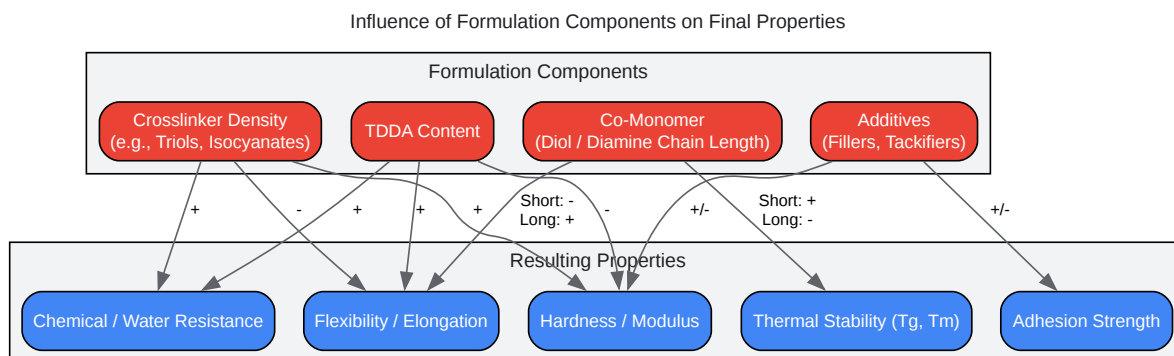 Influence of Formulation Components on Final Properties
Formulation Components
Crosslinker Density
(e.g., Triols, Isocyanates)
TDDA Content
Co-Monomer
(Diol / Diamine Chain Length)
Additives
(Fillers, Tackifiers)
+
-
+
+
+
Short: -
Long: +
-
+/-
Short: +
Long: -
+/-
Resulting Properties
Chemical / Water Resistance
Flexibility / Elongation
Hardness / Modulus
Thermal Stability (Tg, Tm)
Adhesion Strength